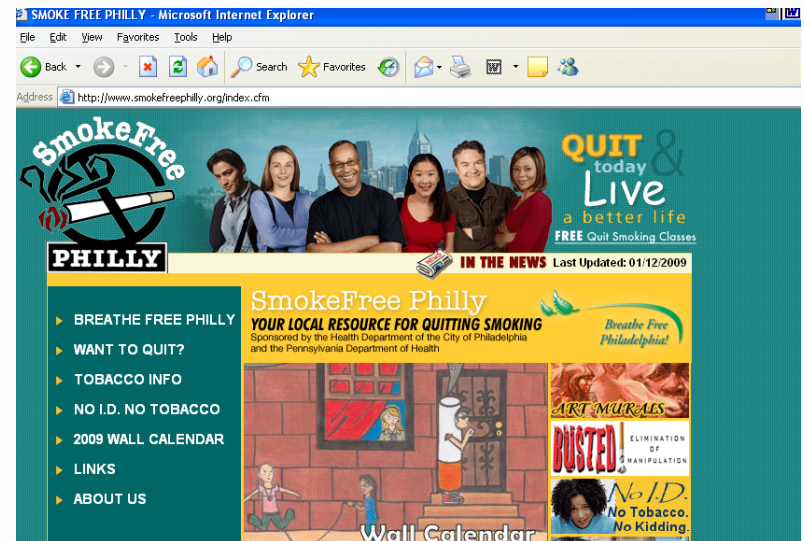 SMOKE FREE PHILLY - Microsoft Internet Explorer
File Edit View Favorites Tools Help
Back Search Favorites
Address http://www.smokefreephilly.org/index.cfm
SmokeFree
PHILLY
QUIT &
today
Live
a better life
FREE Quit Smoking Classes
NEWS IN THE NEWS Last Updated: 01/12/2009
BREATHE FREE PHILLY
WANT TO QUIT?
TOBACCO INFO
NO I.D. NO TOBACCO
2009 WALL CALENDAR
LINKS
ABOUT US
SmokeFree Philly
YOUR LOCAL RESOURCE FOR QUITTING SMOKING
Sponsored by the Health Department of the City of Philadelphia
and the Pennsylvania Department of Health
Breathe Free
Philadelphia!
Wall Calendar
ART MURALS
BUSTED! ELIMINATION
OF
MANIPULATION
No I.D.
No Tobacco.
No Kidding.